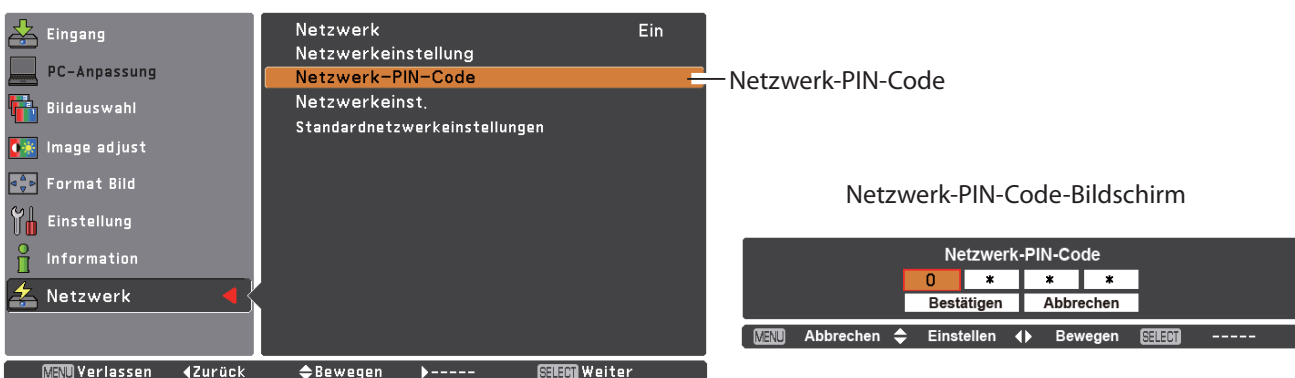 Eingang
PC-Anpassung
Bildauswahl
Image adjust
Format Bild
Einstellung
Information
Netzwerk
Netzwerk Ein
Netzwerkeinstellung
Netzwerk-PIN-Code
Netzwerkeinst.
Standardnetzwerkeinstellungen
MENU Verlassen Zurück Bewegen ----- SELECT Weiter
Netzwerk-PIN-Code
Netzwerk-PIN-Code-Bildschirm
Netzwerk-PIN-Code
0 * * *
Bestätigen Abbrechen
MENU Abbrechen Einstellen Bewegen SELECT -----